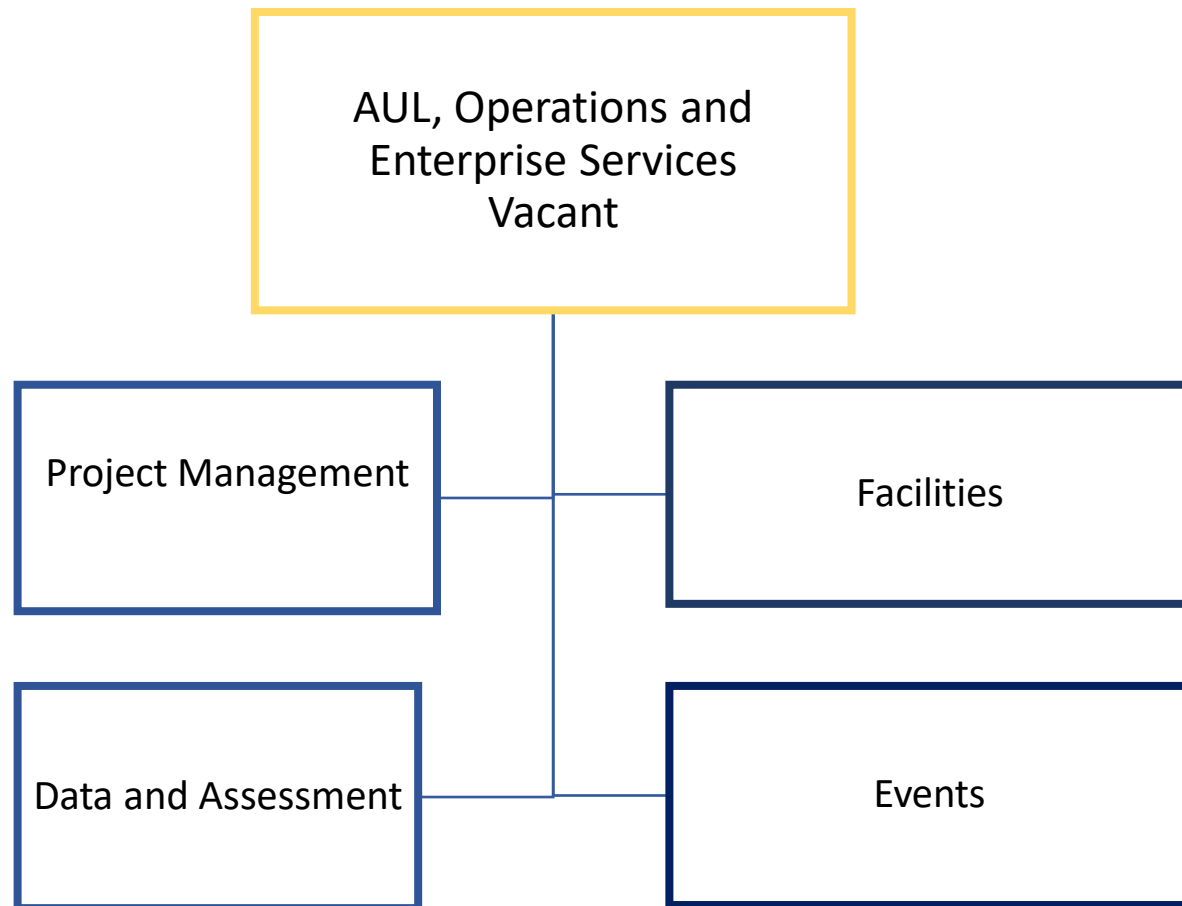 AUL, Operations and
Enterprise Services
Vacant
Project Management
Facilities
Data and Assessment
Events